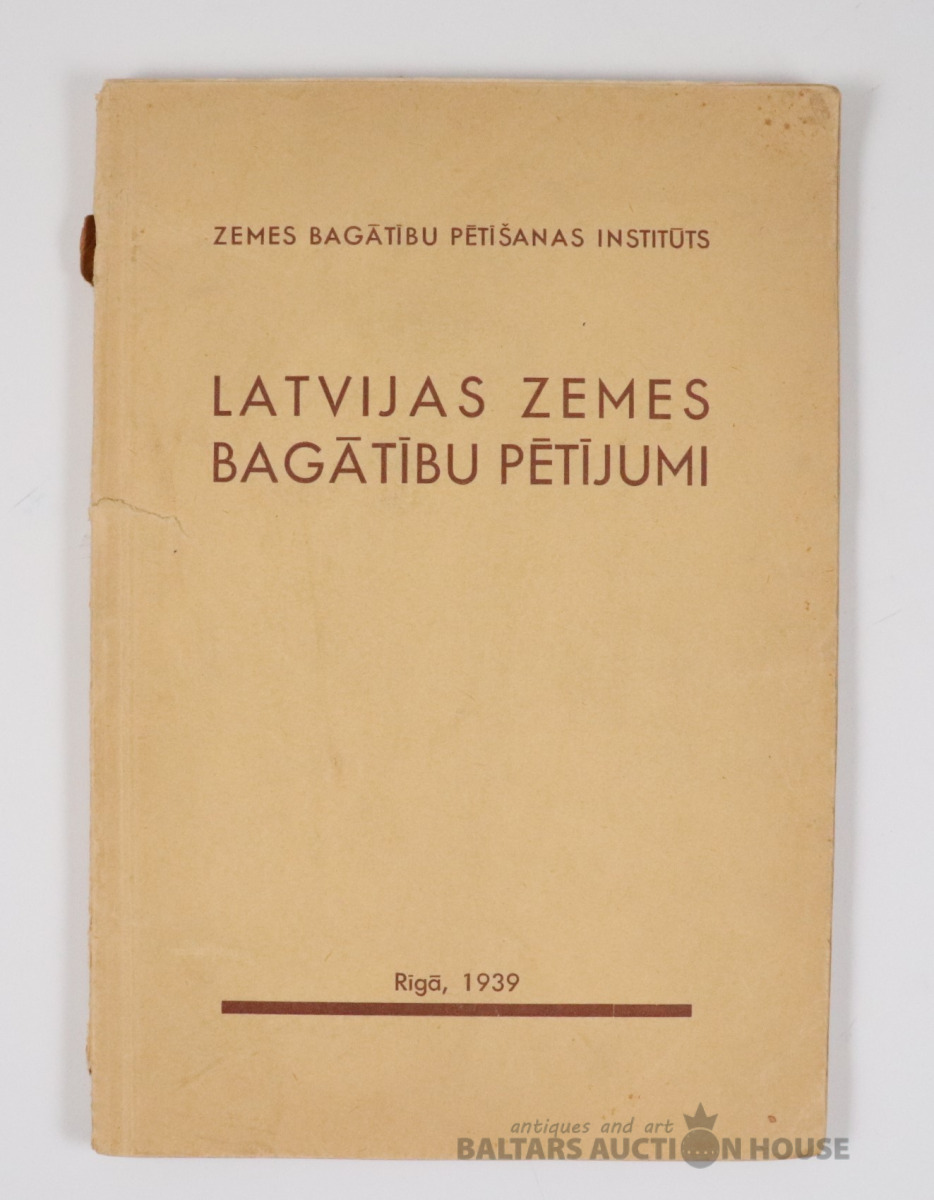 ZEMES BAGĀTĪBU PĒTĪŠANAS INSTITŪTS
LATVIJAS ZEMES
BAGĀTĪBU PĒTĪJUMI
Rīgā, 1939
antiques and art
BALTARS AUCTION HOUSE